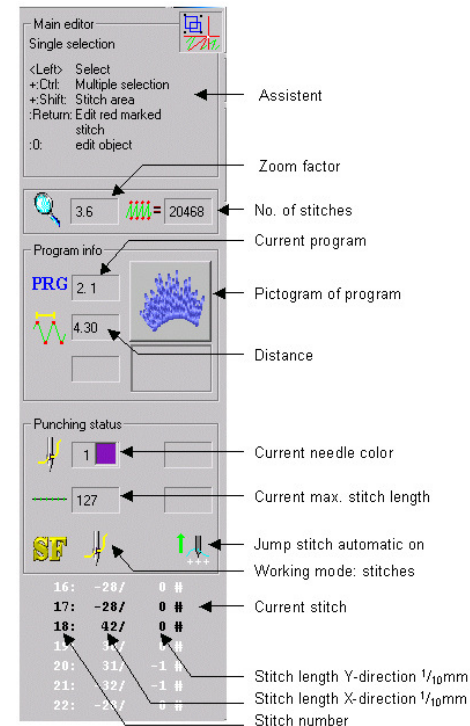 Main editor
Single selection
<Left> Select
+:Ctrl: Multiple selection
+:Shift: Stitch area
:Return: Edit red marked
stitch
:0: edit object
Assistent
Zoom factor
3.6 = 20468
No. of stitches
Current program
Program info
PRG 2. 1
Pictogram of program
4.30
Distance
Punching status
1
Current needle color
127
Current max. stitch length
SF
Jump stitch automatic on
Working mode: stitches
16: -28/ 0 #
17: -28/ 0 #
Current stitch
18: 42/ 0 #
19:
20: 31/ -1 #
Stitch length Y-direction 1/10mm
21: -32/ -1 #
Stitch length X-direction 1/10mm
22:
Stitch number